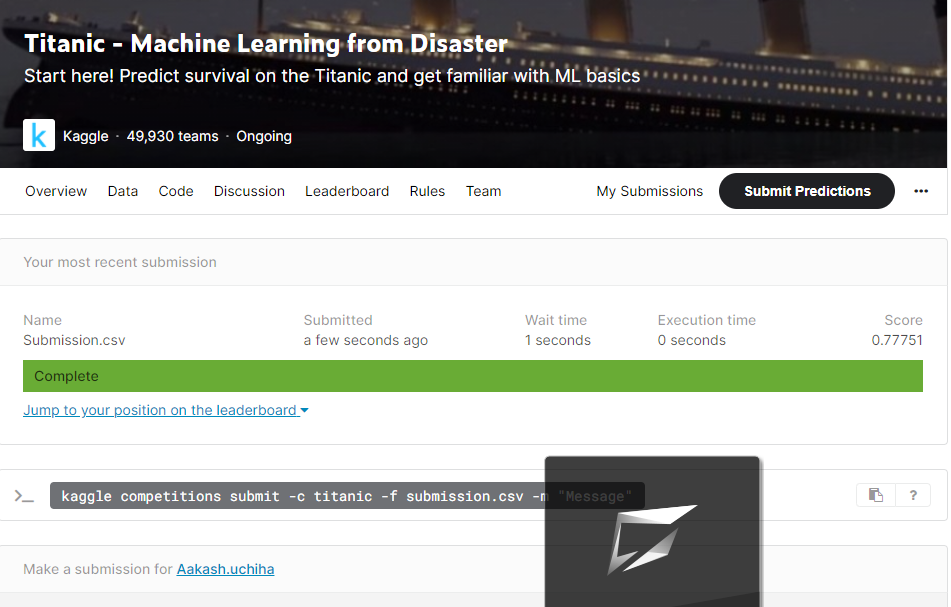 Titanic - Machine Learning from Disaster
Start here! Predict survival on the Titanic and get familiar with ML basics
k Kaggle · 49,930 teams · Ongoing
Overview Data Code Discussion Leaderboard Rules Team My Submissions Submit Predictions ···
Your most recent submission
Name Submitted Wait time Execution time Score
Submission.csv a few seconds ago 1 seconds 0 seconds 0.77751
Complete
Jump to your position on the leaderboard
>_ kaggle competitions submit -c titanic -f submission.csv -m "Message" ?
Make a submission for Aakash.uchiha